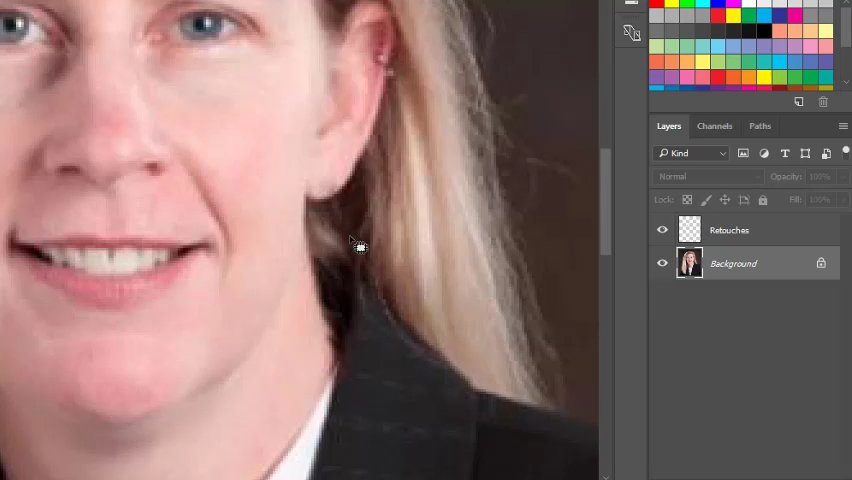 Layers Channels Paths
Kind
Normal Opacity: 100%
Lock: Fill: 100%
Retouches
Background